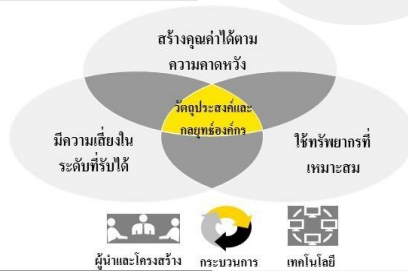 สร้างคุณค่าได้ตาม
ความคาดหวัง
วัตถุประสงค์และ
กลยุทธ์องค์กร
มีความเสี่ยงใน
ระดับที่รับได้
ใช้ทรัพยากรที่
เหมาะสม
ผู้นำและโครงสร้าง
กระบวนการ
เทคโนโลยี